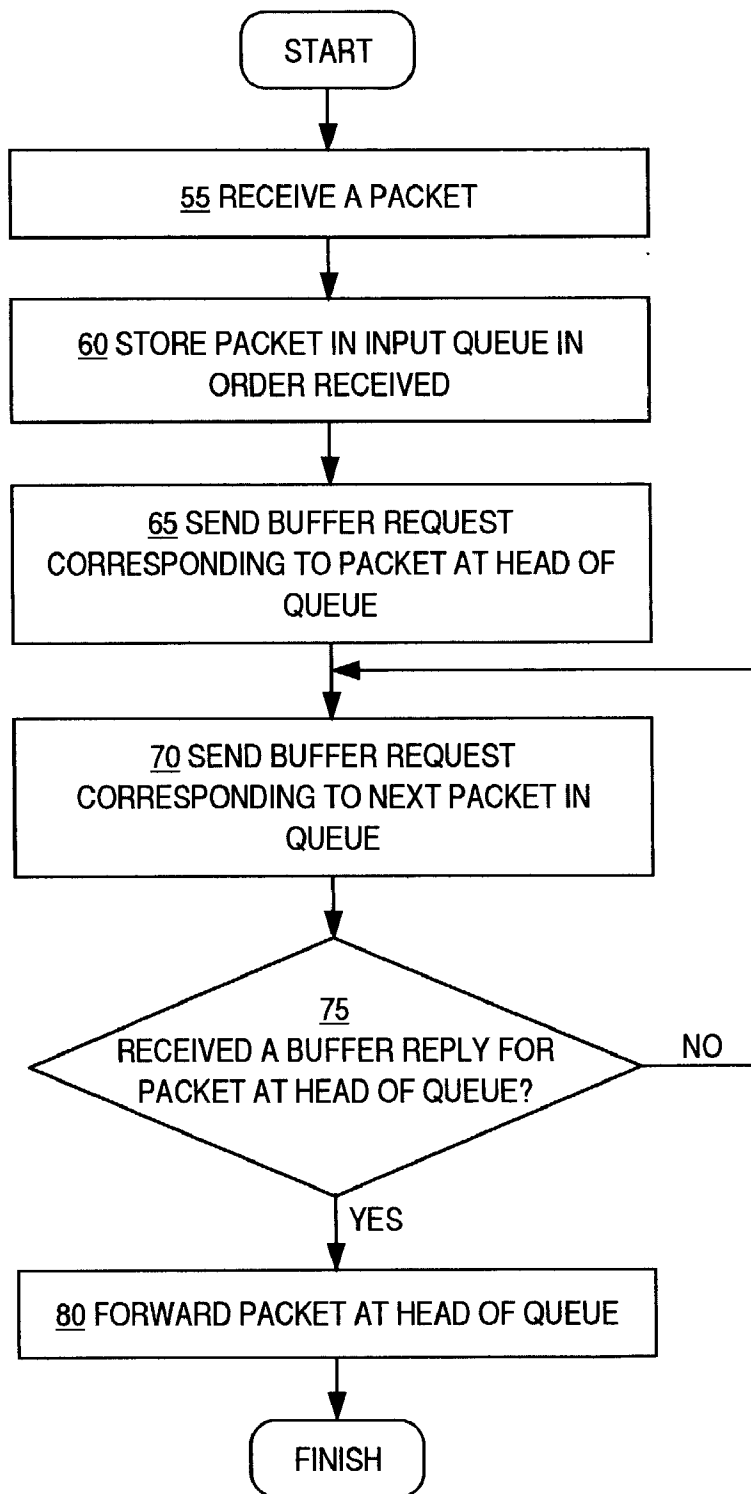 START
55 RECEIVE A PACKET
60 STORE PACKET IN INPUT QUEUE IN
ORDER RECEIVED
65 SEND BUFFER REQUEST
CORRESPONDING TO PACKET AT HEAD OF
QUEUE
70 SEND BUFFER REQUEST
CORRESPONDING TO NEXT PACKET IN
QUEUE
75
RECEIVED A BUFFER REPLY FOR
PACKET AT HEAD OF QUEUE?
NO
YES
80 FORWARD PACKET AT HEAD OF QUEUE
FINISH